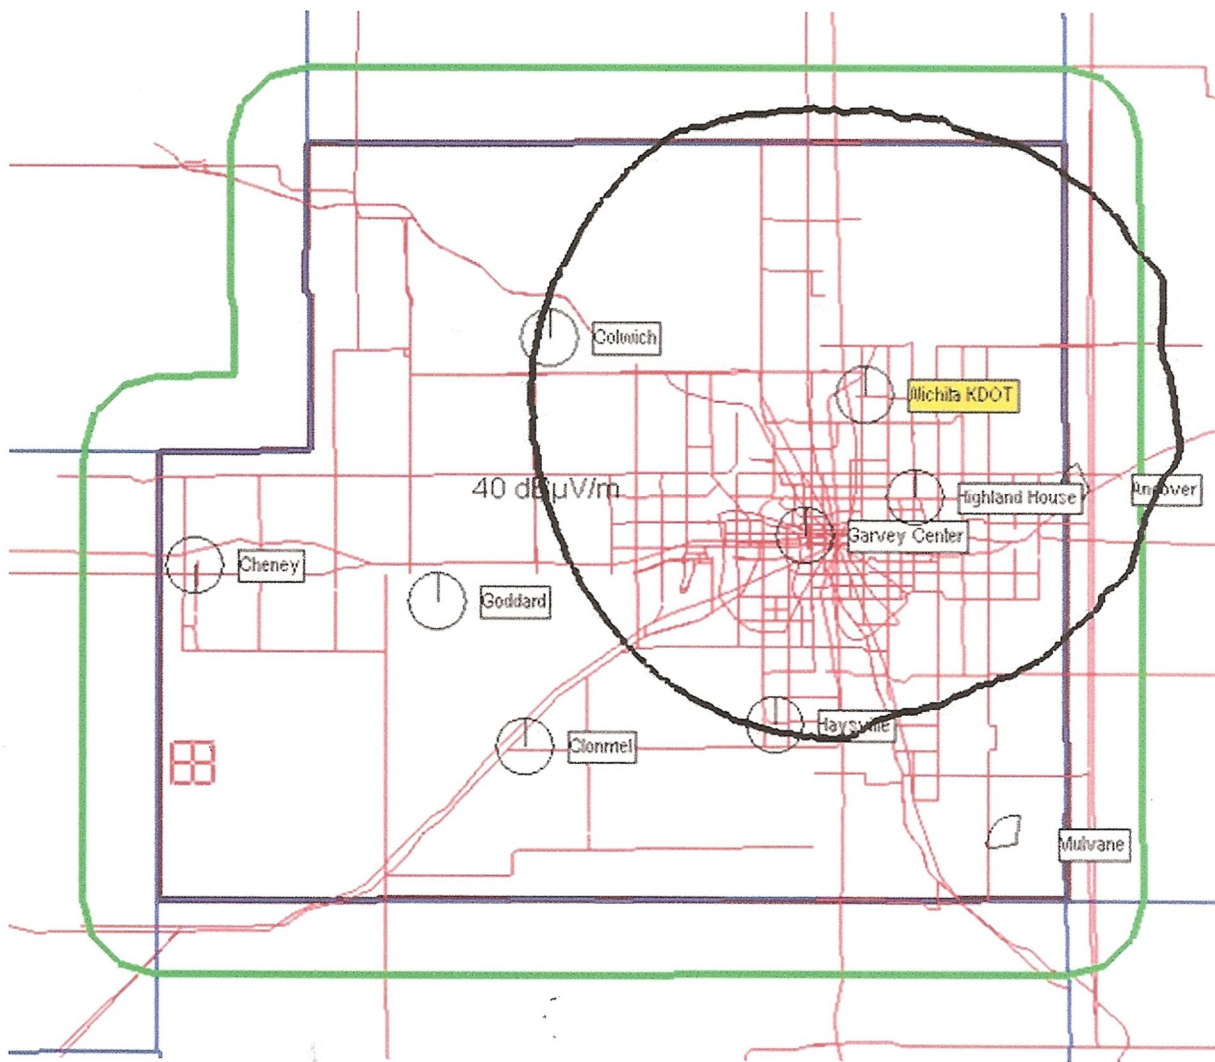 Colwich
Wichita KDOT
40 dBµV/m
Highland House
Andover
Garvey Center
Cheney
Goddard
Haysville
Clonmel
Mulvane